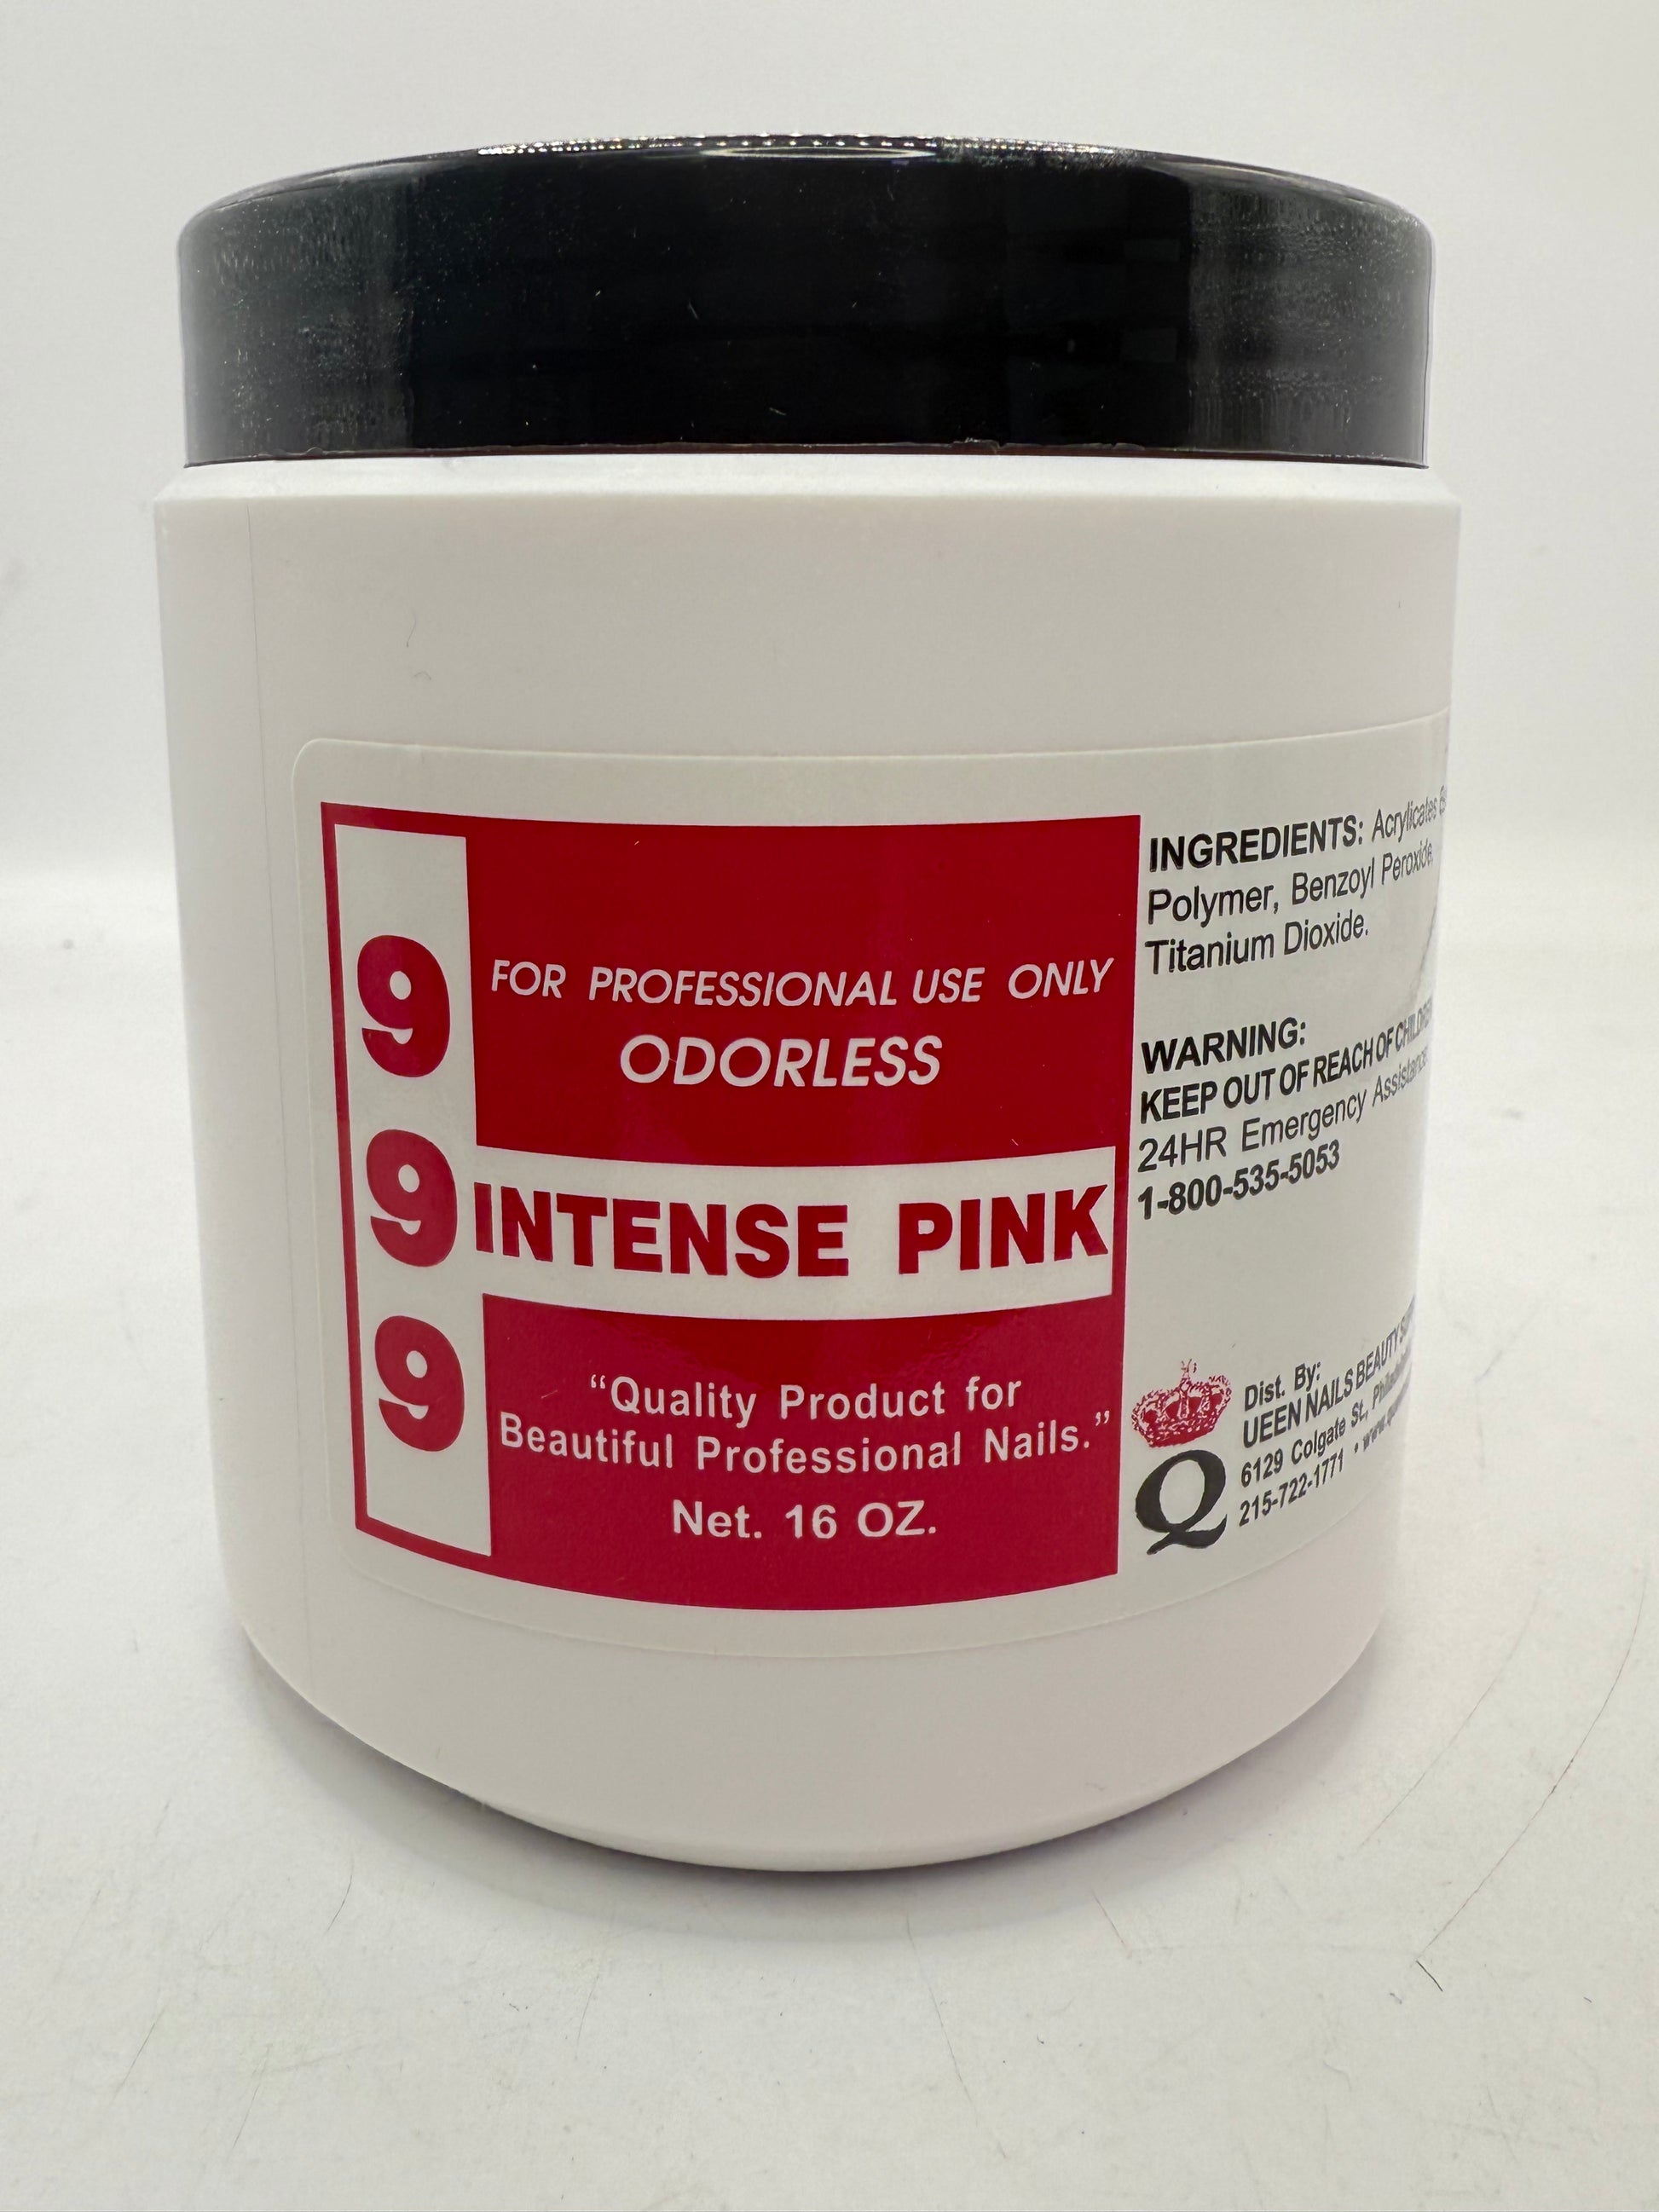 9
9
9
FOR PROFESSIONAL USE ONLY
ODORLESS
INTENSE PINK
“Quality Product for
Beautiful Professional Nails.”
Net. 16 OZ.
INGREDIENTS: Acrylicates
Polymer, Benzoyl Peroxide,
Titanium Dioxide.
WARNING:
KEEP OUT OF REACH OF CHILDREN
24HR Emergency Assistance
1-800-535-5053
Q
Dist. By:
UEEN NAILS BEAUTY
6129 Colgate St,
215-722-1771 •